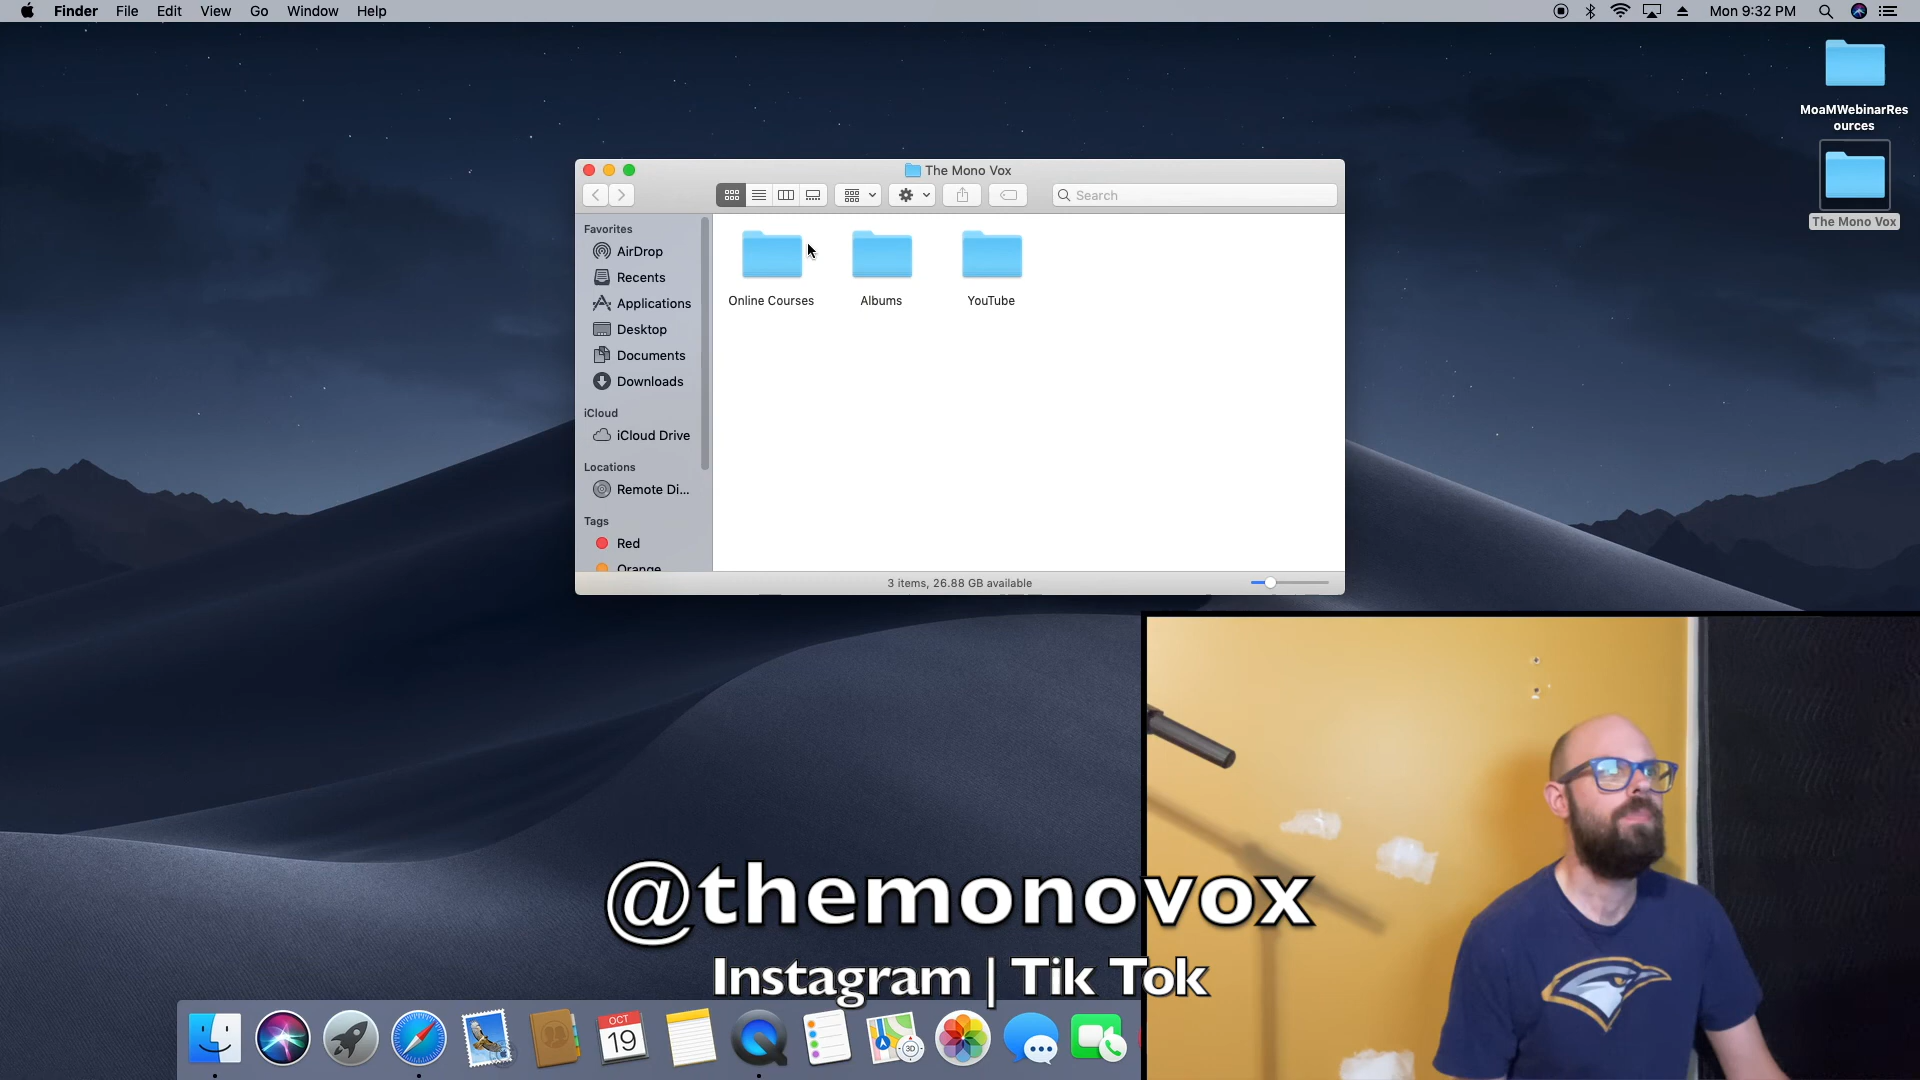 Finder File Edit View Go Window Help
Mon 9:32 PM
MoaMWebinarRes
ources
The Mono Vox
The Mono Vox
Search
Favorites
AirDrop
Recents
Applications
Desktop
Documents
Downloads
iCloud
iCloud Drive
Locations
Remote Di...
Tags
Red
Orange
Online Courses
Albums
YouTube
3 items, 26.88 GB available
@themonovox
Instagram | Tik Tok
OCT
19
3D